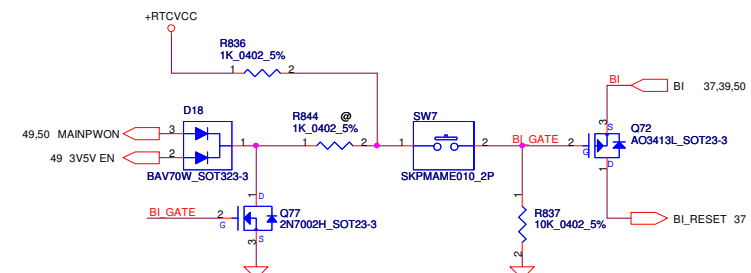 +RTCVCC
R836
1K_0402_5%
1 2
BI
BI 37,39,50
D18
R844 @
1K_0402_5%
SW7
3 S
Q72
AO3413L_SOT23-3
49,50 MAINPWON 3
1 1 2 1 2 BI_GATE 2
G
49 3V5V EN 2
BAV70W_SOT323-3
SKPMAME010_2P
D
1
1 D
BI_GATE 2
G
Q77
2N7002H_SOT23-3
S
3
1
R837
10K_0402_5%
2
BI_RESET 37